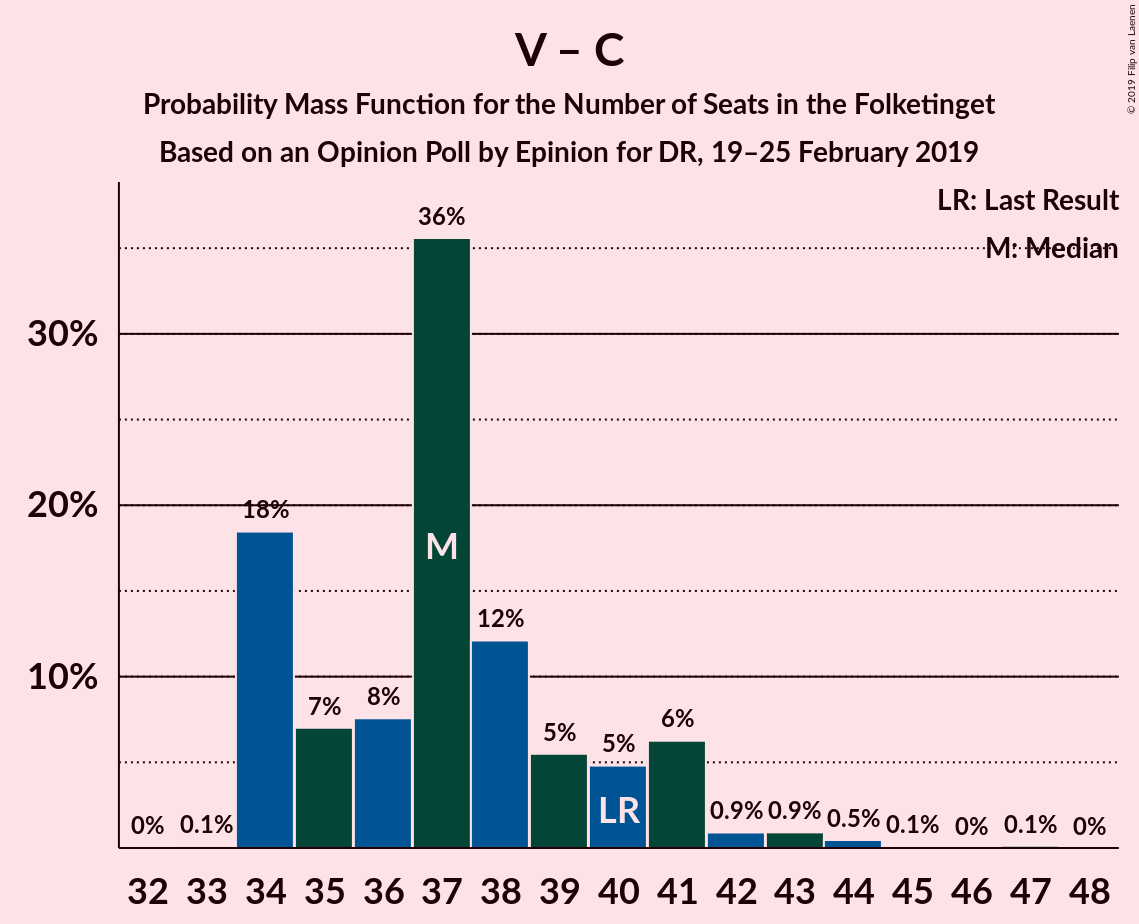 V – C
Probability Mass Function for the Number of Seats in the Folketinget
Based on an Opinion Poll by Epinion for DR, 19–25 February 2019
© 2019 Filip van Laenen
LR: Last Result
M: Median
36%
30%
20%
18%
M
12%
10%
8%
7%
6%
5%
5%
LR
0%
0.1%
0.9%
0.9%
0.5%
0.1%
0%
0.1%
0%
32 33 34 35 36 37 38 39 40 41 42 43 44 45 46 47 48